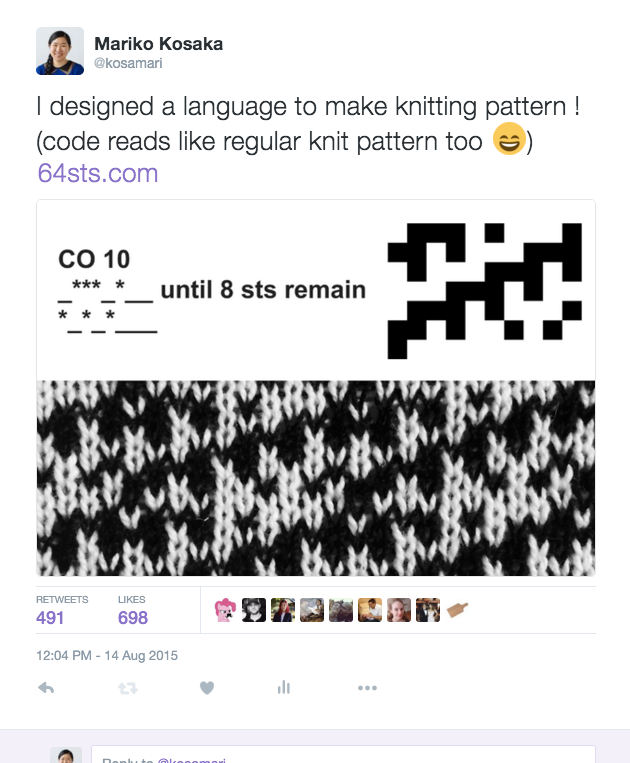 Mariko Kosaka
@kosamari
I designed a language to make knitting pattern !
(code reads like regular knit pattern too 😄)
64sts.com
CO 10
_***_*__ until 8 sts remain
*_*_*___
RETWEETS LIKES
491 698
12:04 PM - 14 Aug 2015
Reply to @kosamari